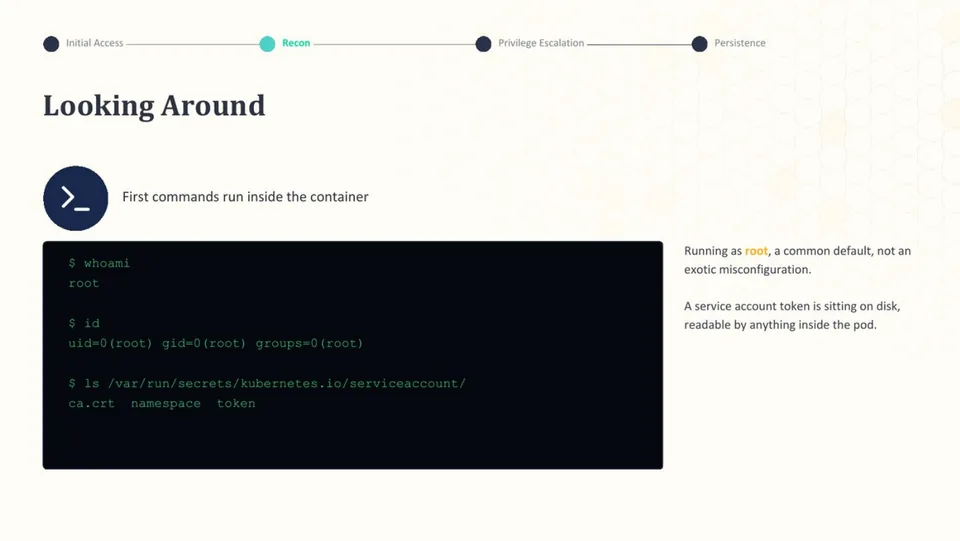 Initial Access
Recon
Privilege Escalation
Persistence
Looking Around
First commands run inside the container
$ whoami
root
$ id
uid=0(root) gid=0(root) groups=0(root)
$ ls /var/run/secrets/kubernetes.io/serviceaccount/
ca.crt  namespace  token
Running as root, a common default, not an
exotic misconfiguration.
A service account token is sitting on disk,
readable by anything inside the pod.